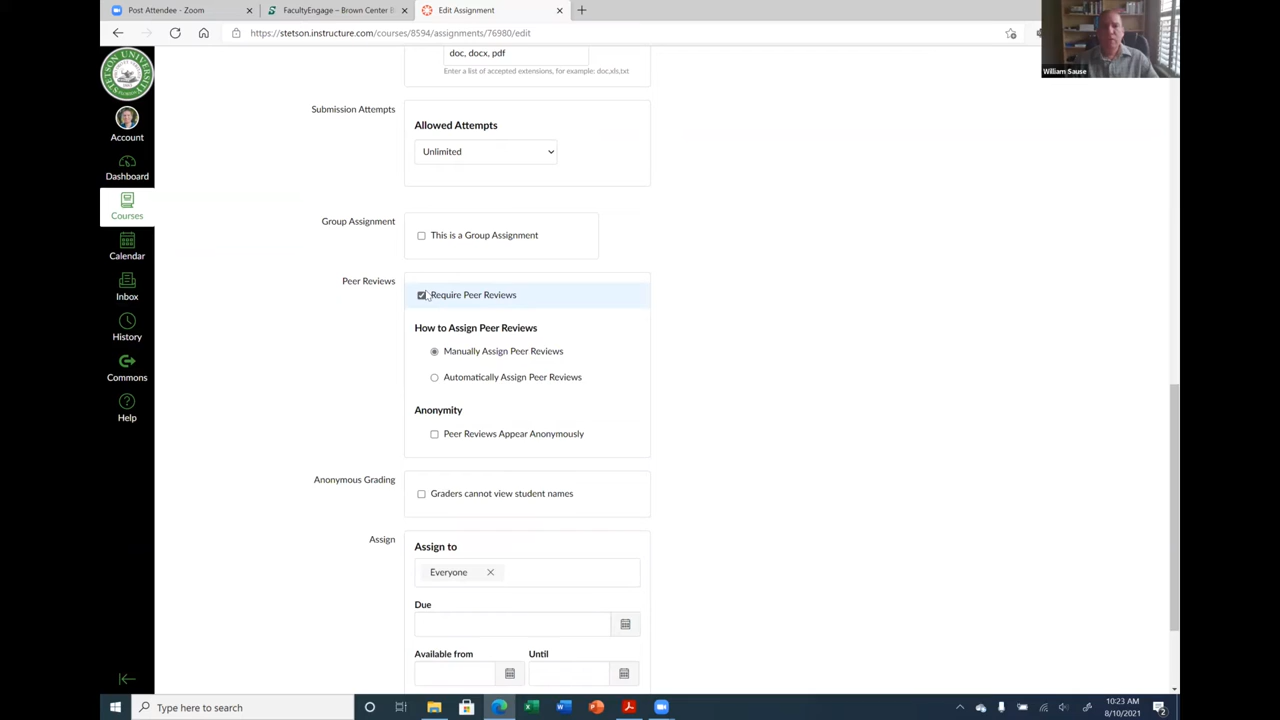 Post Attendee - Zoom
FacultyEngage – Brown Center
Edit Assignment
https://stetson.instructure.com/courses/8594/assignments/76980/edit
William Sause
STETSON UNIVERSITY
Account
Dashboard
Courses
Calendar
Inbox
History
Commons
Help
doc, docx, pdf
Enter a list of accepted extensions, for example: doc,xls,txt
Submission Attempts
Allowed Attempts
Unlimited
Group Assignment
This is a Group Assignment
Peer Reviews
Require Peer Reviews
How to Assign Peer Reviews
Manually Assign Peer Reviews
Automatically Assign Peer Reviews
Anonymity
Peer Reviews Appear Anonymously
Anonymous Grading
Graders cannot view student names
Assign
Assign to
Everyone
Due
Available from
Until
Type here to search
10:23 AM
8/10/2021
2